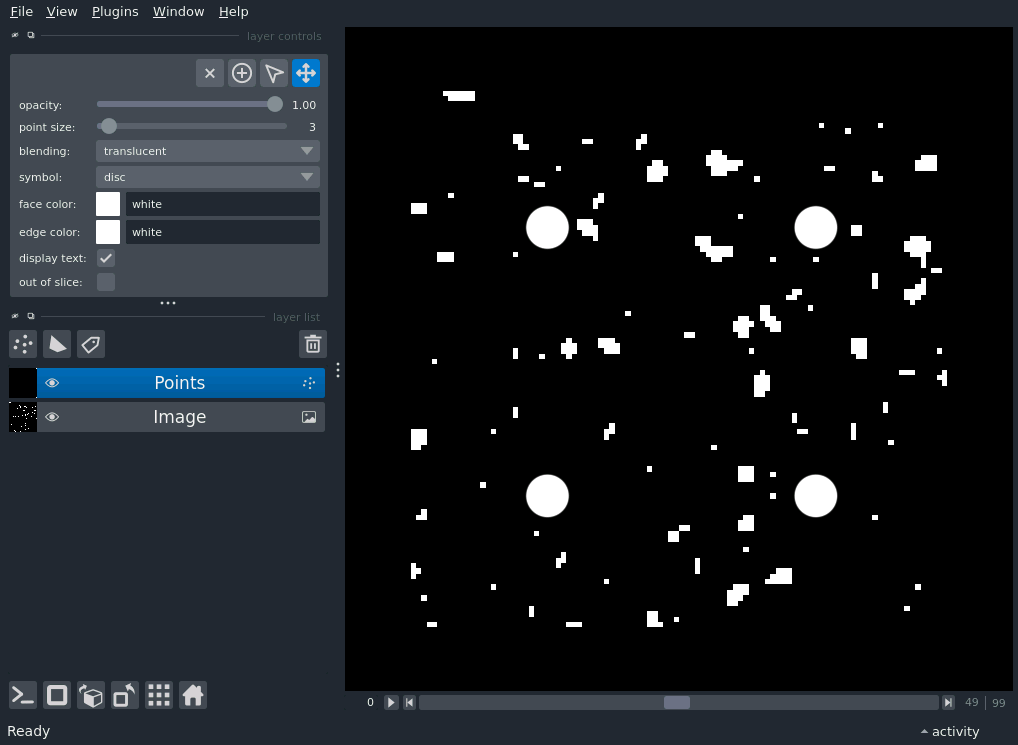 File View Plugins Window Help
layer controls
opacity: 1.00
point size: 3
blending: translucent
symbol: disc
face color: white
edge color: white
display text:
out of slice:
layer list
Points
Image
0 49 | 99
Ready activity